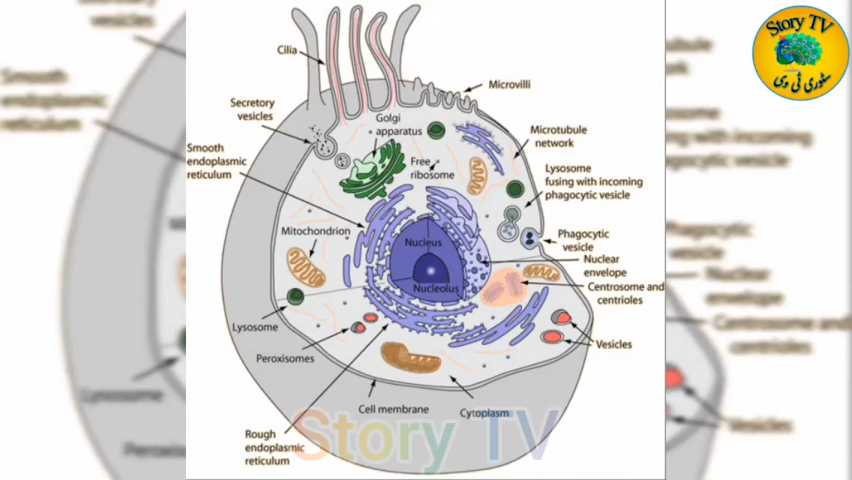 Story TV
سٹوری ٹی وی
Cilia
Microvilli
Secretory
vesicles
Golgi
apparatus
Microtubule
network
Smooth
endoplasmic
reticulum
Free
ribosome
Lysosome
fusing with incoming
phagocytic vesicle
Mitochondrion
Nucleus
Phagocytic
vesicle
Nuclear
envelope
Nucleolus
Centrosome and
centrioles
Lysosome
Peroxisomes
Vesicles
Cell membrane
Cytoplasm
Rough
endoplasmic
reticulum
Story TV